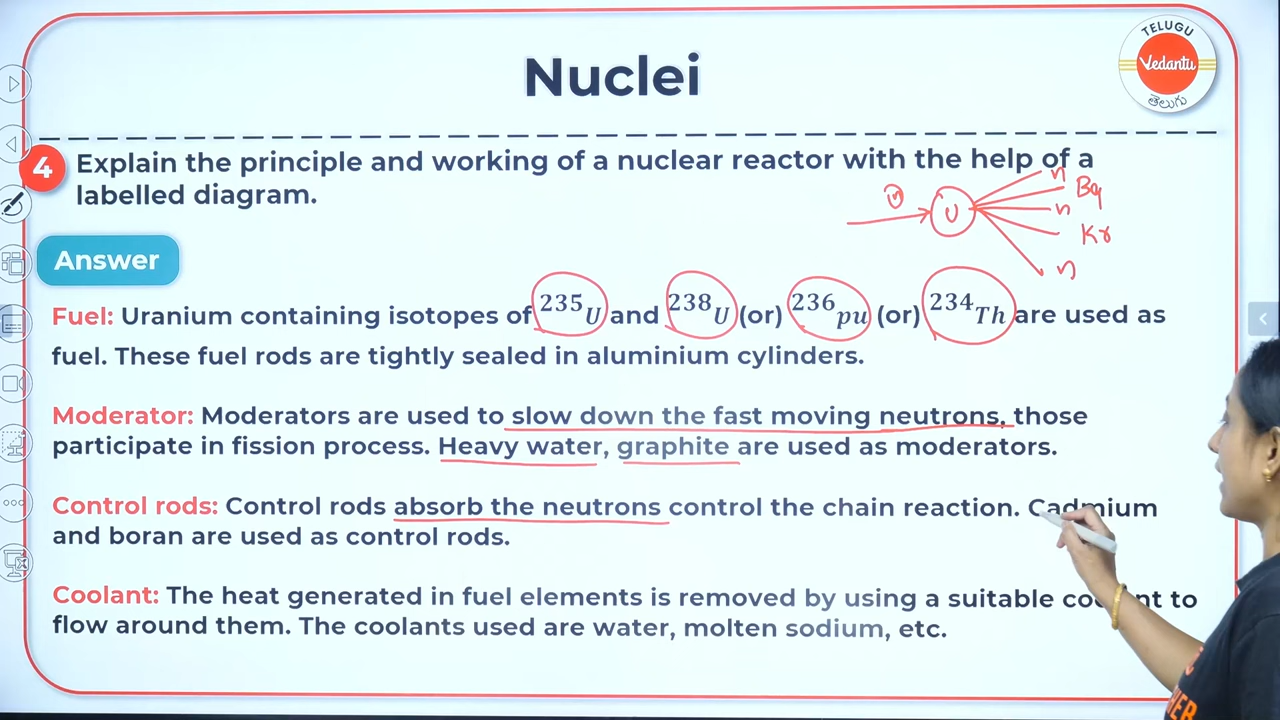 Nuclei
TELUGU
Vedantu
తెలుగు
4 Explain the principle and working of a nuclear reactor with the help of a
labelled diagram.
n
n
Ba
U
n
Kr
n
Answer
Fuel: Uranium containing isotopes of 235U and 238U (or) 236pu (or) 234Th are used as
fuel. These fuel rods are tightly sealed in aluminium cylinders.
Moderator: Moderators are used to slow down the fast moving neutrons, those
participate in fission process. Heavy water, graphite are used as moderators.
Control rods: Control rods absorb the neutrons control the chain reaction. Cadmium
and boran are used as control rods.
Coolant: The heat generated in fuel elements is removed by using a suitable coolant to
flow around them. The coolants used are water, molten sodium, etc.